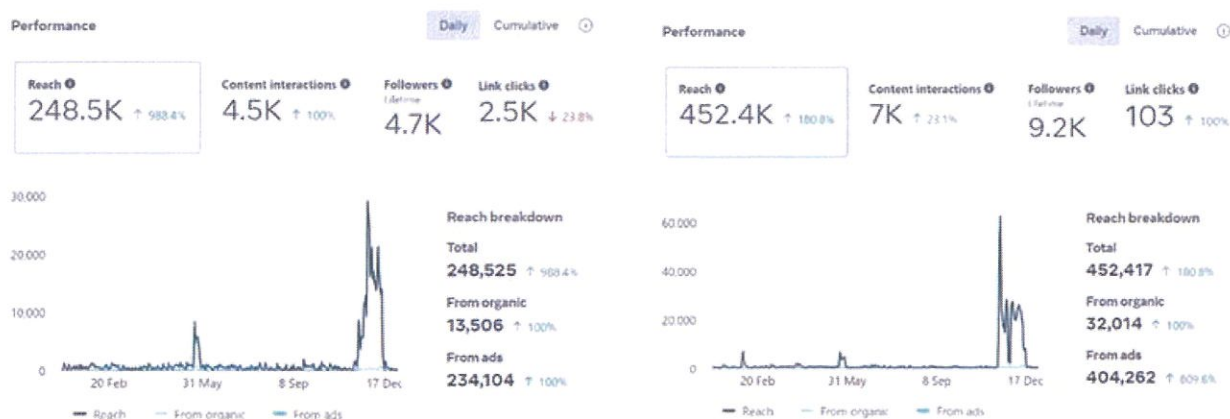 Performance
Daily Cumulative
Reach
248.5K ↑ 988.4%
Content interactions
4.5K ↑ 100%
Followers
Lifetime
4.7K
Link clicks
2.5K ↓ 23.8%
30,000
20,000
10,000
0
20 Feb 31 May 8 Sep 17 Dec
Reach From organic From ads
Reach breakdown
Total
248,525 ↑ 988.4%
From organic
13,506 ↑ 100%
From ads
234,104 ↑ 100%
Performance
Daily Cumulative
Reach
452.4K ↑ 180.8%
Content interactions
7K ↑ 23.1%
Followers
Lifetime
9.2K
Link clicks
103 ↑ 100%
60,000
40,000
20,000
0
20 Feb 31 May 8 Sep 17 Dec
Reach From organic From ads
Reach breakdown
Total
452,417 ↑ 180.8%
From organic
32,014 ↑ 100%
From ads
404,262 ↑